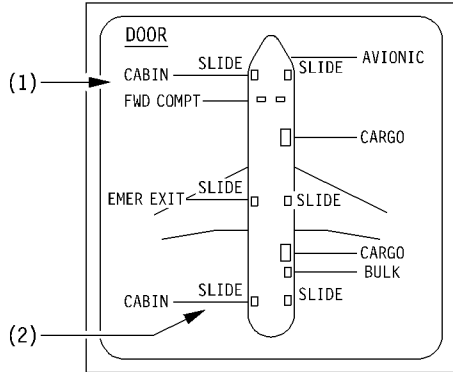 DOOR
SLIDE AVIONIC
(1) CABIN SLIDE
FWD COMPT
CARGO
SLIDE
EMER EXIT SLIDE
CARGO
BULK
SLIDE SLIDE
CABIN
(2)